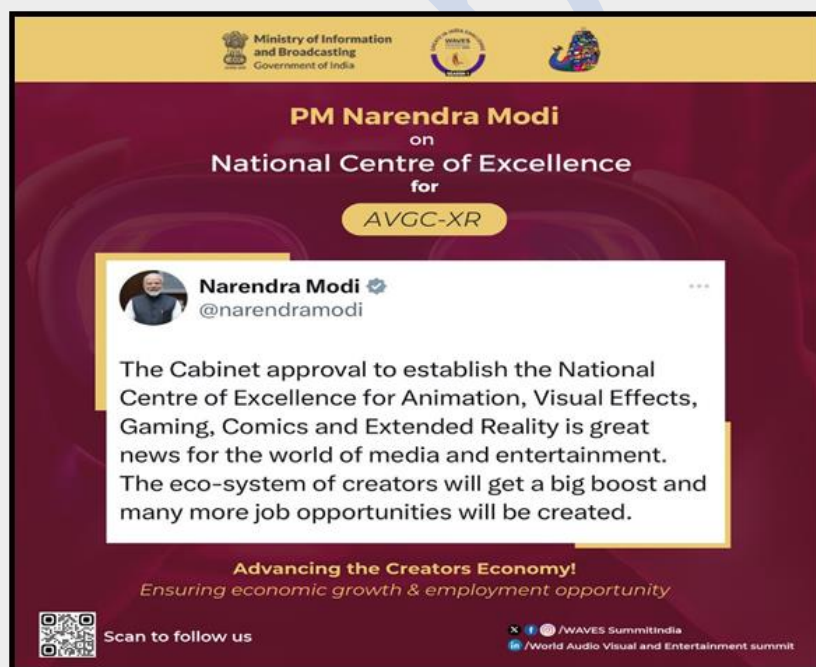 Ministry of Information
and Broadcasting
Government of India
WAVES
PM Narendra Modi
on
National Centre of Excellence
for
AVGC-XR
Narendra Modi
@narendramodi
The Cabinet approval to establish the National
Centre of Excellence for Animation, Visual Effects,
Gaming, Comics and Extended Reality is great
news for the world of media and entertainment.
The eco-system of creators will get a big boost and
many more job opportunities will be created.
Advancing the Creators Economy!
Ensuring economic growth & employment opportunity
Scan to follow us
/WAVES SummitIndia
/World Audio Visual and Entertainment summit